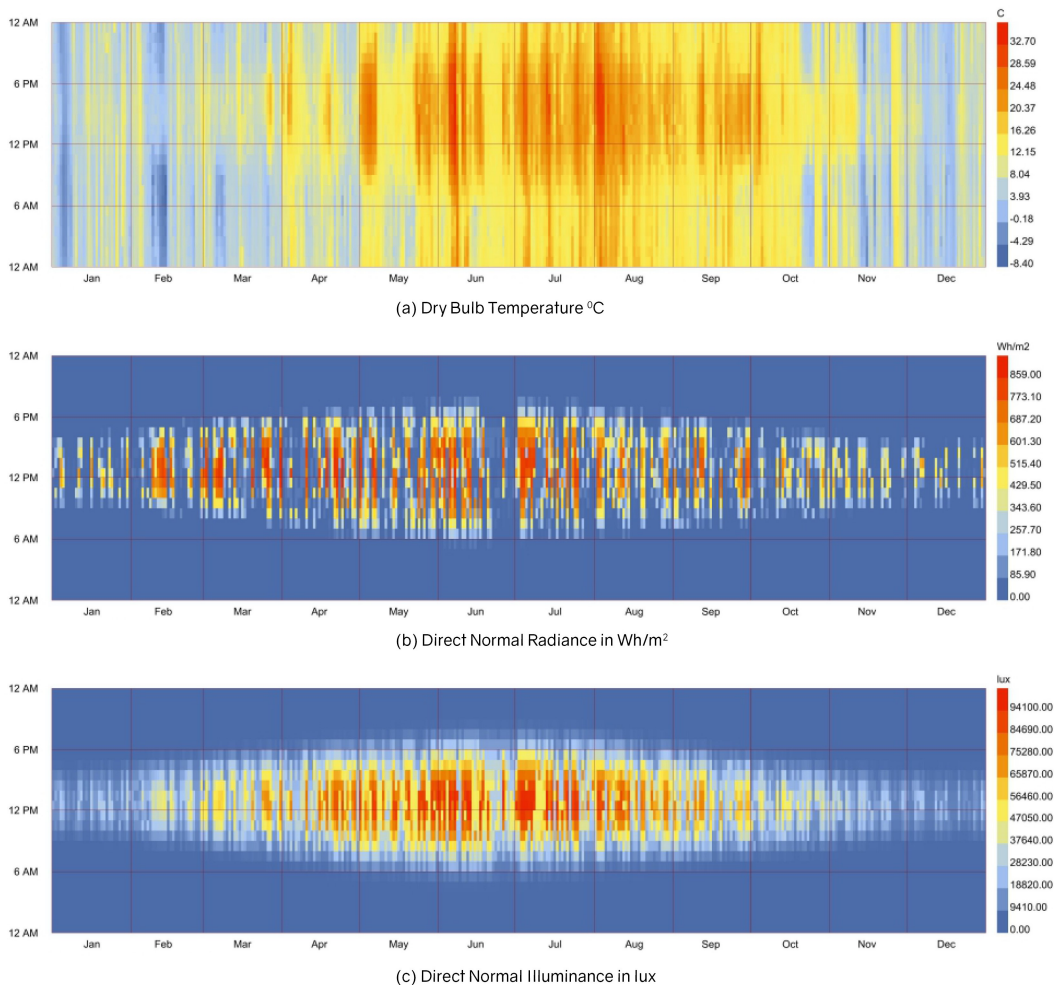 C
12 AM
6 PM
12 PM
6 AM
12 AM
32.70
28.59
24.48
20.37
16.26
12.15
8.04
3.93
-0.18
-4.29
-8.40
Jan Feb Mar Apr May Jun Jul Aug Sep Oct Nov Dec
(a) Dry Bulb Temperature ⁰C
Wh/m2
12 AM
6 PM
12 PM
6 AM
12 AM
859.00
773.10
687.20
601.30
515.40
429.50
343.60
257.70
171.80
85.90
0.00
Jan Feb Mar Apr May Jun Jul Aug Sep Oct Nov Dec
(b) Direct Normal Radiance in Wh/m²
lux
12 AM
6 PM
12 PM
6 AM
12 AM
94100.00
84690.00
75280.00
65870.00
56460.00
47050.00
37640.00
28230.00
18820.00
9410.00
0.00
Jan Feb Mar Apr May Jun Jul Aug Sep Oct Nov Dec
(c) Direct Normal Illuminance in lux